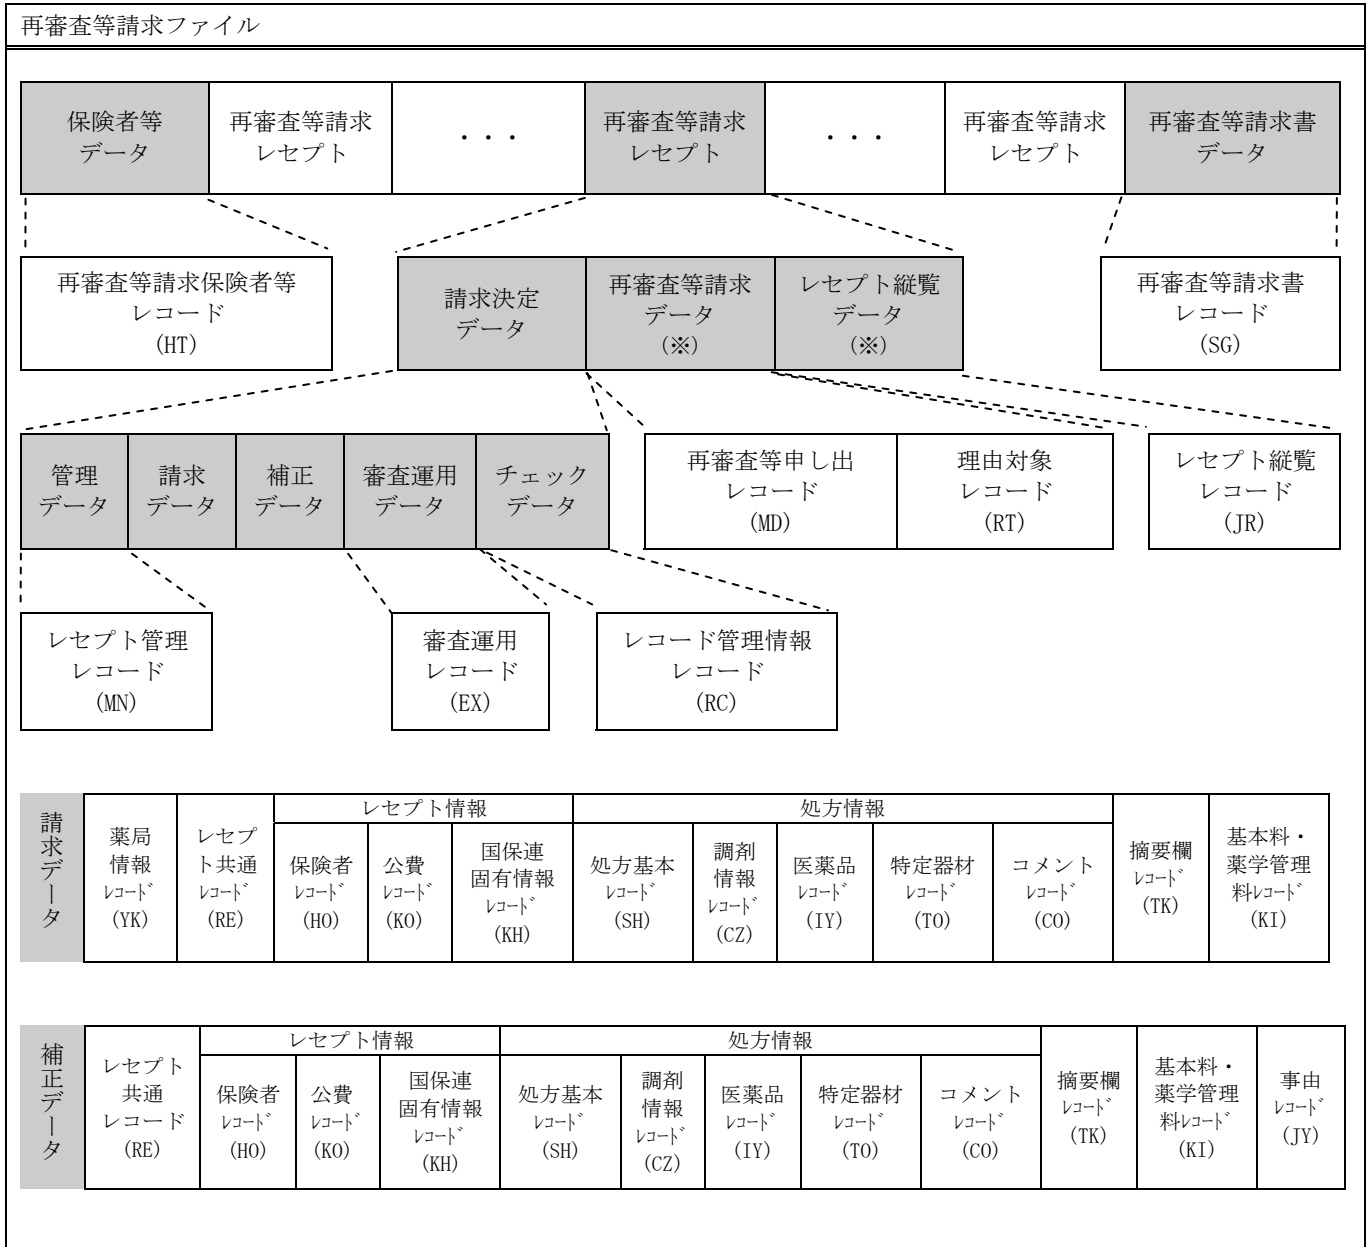 再審査等請求ファイル
保険者等
データ
再審査等請求
レセプト
・・・
再審査等請求
レセプト
・・・
再審査等請求
レセプト
再審査等請求書
データ
再審査等請求保険者等
レコード
(HT)
請求決定
データ
再審査等請求
データ
(※)
レセプト縦覧
データ
(※)
再審査等請求書
レコード
(SG)
管理
データ
請求
データ
補正
データ
審査運用
データ
チェック
データ
再審査等申し出
レコード
(MD)
理由対象
レコード
(RT)
レセプト縦覧
レコード
(JR)
レセプト管理
レコード
(MN)
審査運用
レコード
(EX)
レコード管理情報
レコード
(RC)
請求データ
薬局
情報
ﾚｺｰﾄﾞ
(YK)
レセプ
ト共通
ﾚｺｰﾄﾞ
(RE)
レセプト情報
保険者
ﾚｺｰﾄﾞ
(HO)
公費
ﾚｺｰﾄﾞ
(KO)
国保連
固有情報
ﾚｺｰﾄﾞ
(KH)
処方情報
処方基本
ﾚｺｰﾄﾞ
(SH)
調剤
情報
ﾚｺｰﾄﾞ
(CZ)
医薬品
ﾚｺｰﾄﾞ
(IY)
特定器材
ﾚｺｰﾄﾞ
(TO)
コメント
ﾚｺｰﾄﾞ
(CO)
摘要欄
ﾚｺｰﾄﾞ
(TK)
基本料・
薬学管理
料ﾚｺｰﾄﾞ
(KI)
補正データ
レセプト
共通
レコード
(RE)
レセプト情報
保険者
ﾚｺｰﾄﾞ
(HO)
公費
ﾚｺｰﾄﾞ
(KO)
国保連
固有情報
ﾚｺｰﾄﾞ
(KH)
処方情報
処方基本
ﾚｺｰﾄﾞ
(SH)
調剤
情報
ﾚｺｰﾄﾞ
(CZ)
医薬品
ﾚｺｰﾄﾞ
(IY)
特定器材
ﾚｺｰﾄﾞ
(TO)
コメント
ﾚｺｰﾄﾞ
(CO)
摘要欄
ﾚｺｰﾄﾞ
(TK)
基本料・
薬学管理
料ﾚｺｰﾄﾞ
(KI)
事由
ﾚｺｰﾄﾞ
(JY)